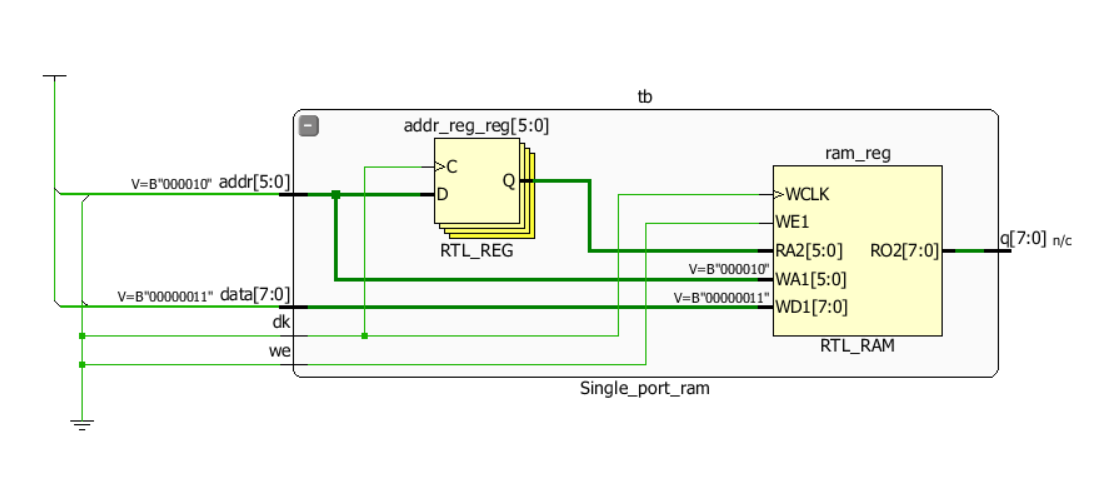 tb
addr_reg_reg[5:0]
C
D
Q
RTL_REG
ram_reg
WCLK
WE1
RA2[5:0]
RO2[7:0]
WA1[5:0]
WD1[7:0]
RTL_RAM
V=B"000010" addr[5:0]
V=B"000010"
V=B"00000011" data[7:0]
V=B"00000011"
clk
we
q[7:0] n/c
Single_port_ram